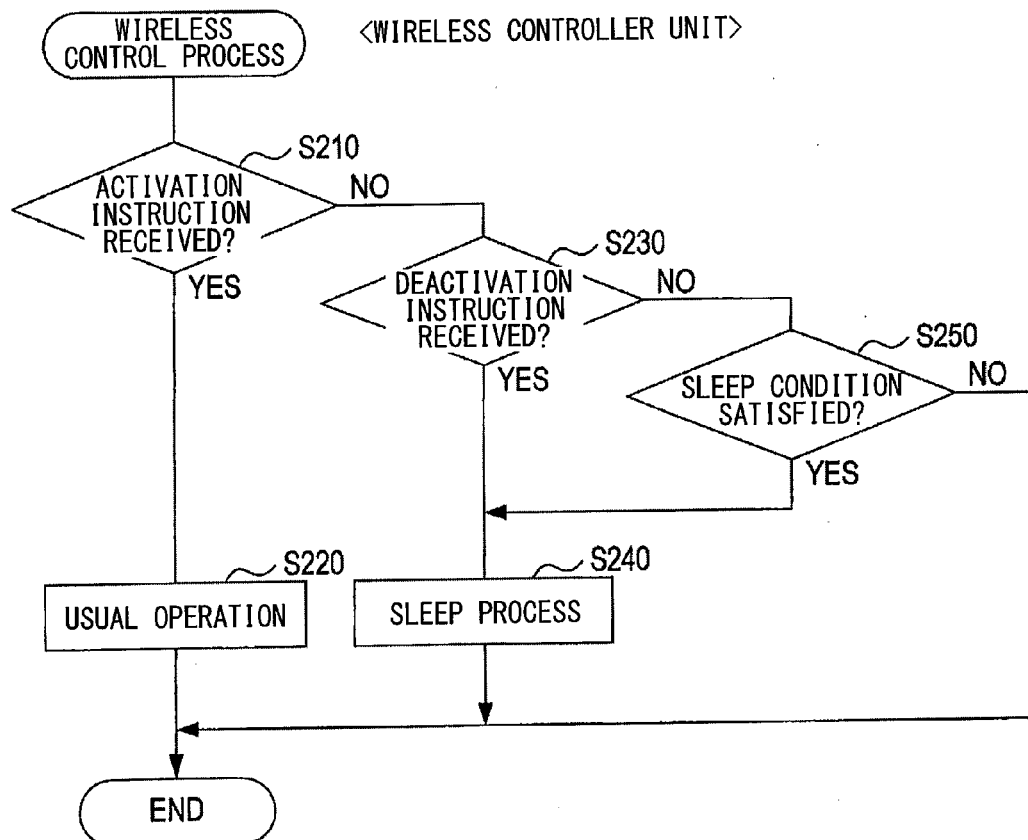 WIRELESS
CONTROL PROCESS
<WIRELESS CONTROLLER UNIT>
S210
ACTIVATION
INSTRUCTION
RECEIVED?
NO
YES
S230
DEACTIVATION
INSTRUCTION
RECEIVED?
NO
YES
S250
SLEEP CONDITION
SATISFIED?
NO
YES
S220
USUAL OPERATION
S240
SLEEP PROCESS
END